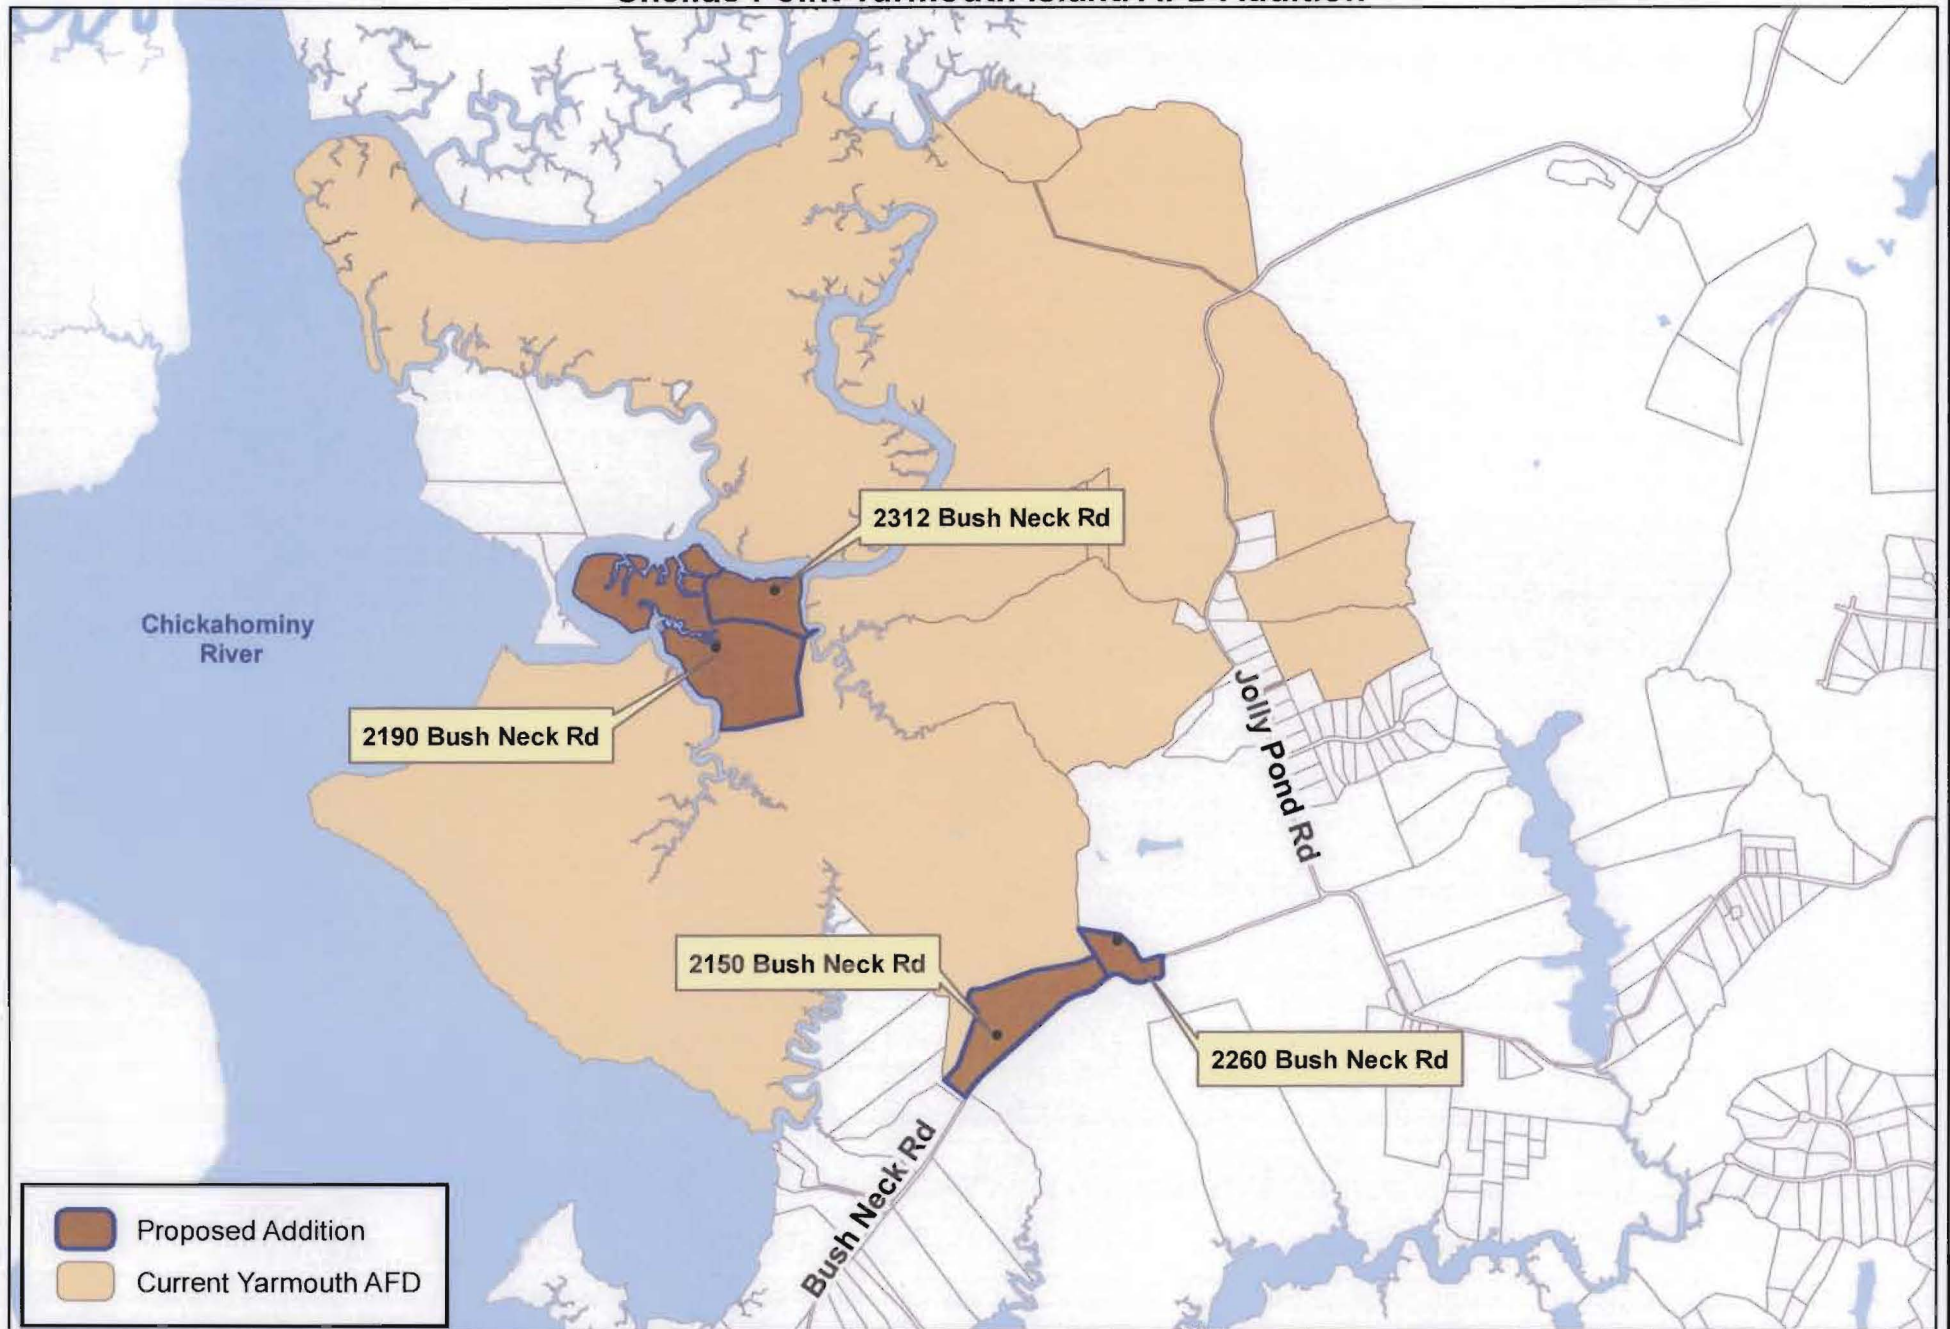 2312 Bush Neck Rd
Chickahominy
River
2190 Bush Neck Rd
Jolly Pond Rd
2150 Bush Neck Rd
2260 Bush Neck Rd
Bush Neck Rd
Proposed Addition
Current Yarmouth AFD